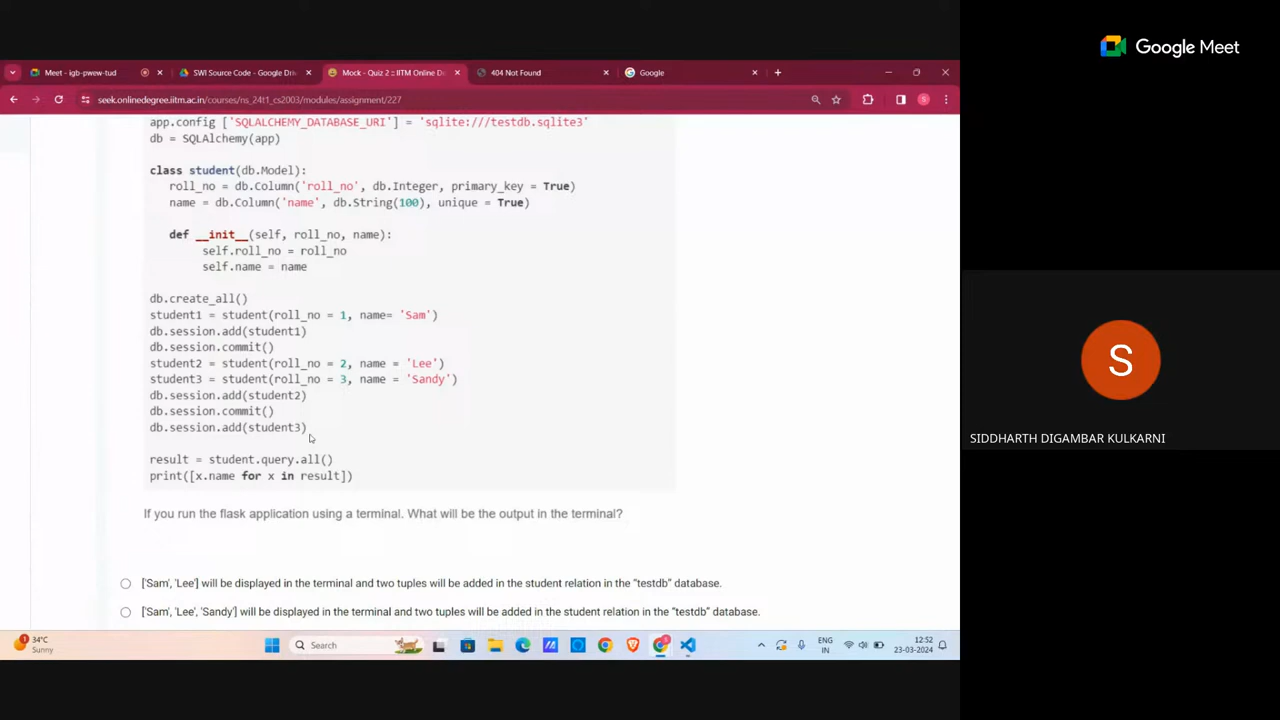 Google Meet
Meet - igb-pwew-tud
SWI Source Code - Google Dri
Mock - Quiz 2 :: IITM Online D
404 Not Found
Google
seek.onlinedegree.iitm.ac.in/courses/ns_24t1_cs2003/modules/assignment/227
app.config ['SQLALCHEMY_DATABASE_URI'] = 'sqlite:///testdb.sqlite3'
db = SQLAlchemy(app)
class student(db.Model):
roll_no = db.Column('roll_no', db.Integer, primary_key = True)
name = db.Column('name', db.String(100), unique = True)
def __init__(self, roll_no, name):
self.roll_no = roll_no
self.name = name
db.create_all()
student1 = student(roll_no = 1, name= 'Sam')
db.session.add(student1)
db.session.commit()
student2 = student(roll_no = 2, name = 'Lee')
student3 = student(roll_no = 3, name = 'Sandy')
db.session.add(student2)
db.session.commit()
db.session.add(student3)
result = student.query.all()
print([x.name for x in result])
If you run the flask application using a terminal. What will be the output in the terminal?
['Sam', 'Lee'] will be displayed in the terminal and two tuples will be added in the student relation in the "testdb" database.
['Sam', 'Lee', 'Sandy'] will be displayed in the terminal and two tuples will be added in the student relation in the "testdb" database.
S
SIDDHARTH DIGAMBAR KULKARNI
34°C
Sunny
Search
ENG
IN
12:52
23-03-2024